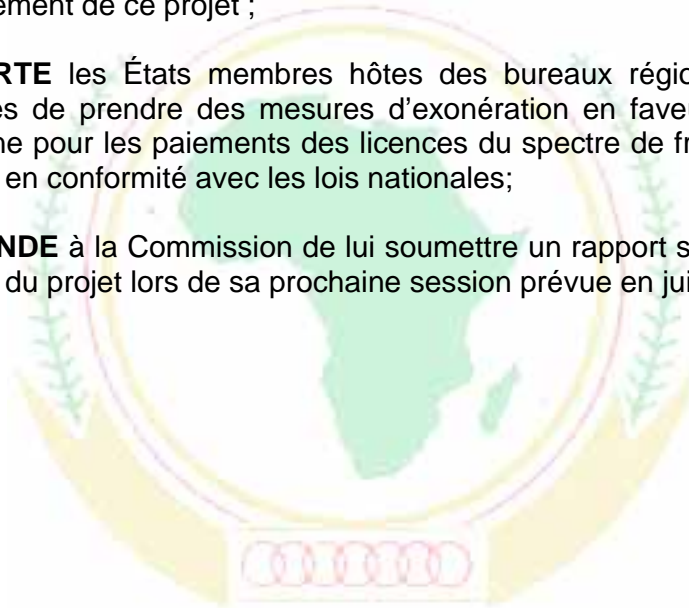 ement de ce projet ;
RTE les États membres hôtes des bureaux régio
es de prendre des mesures d’exonération en faveu
ne pour les paiements des licences du spectre de fr
en conformité avec les lois nationales;
NDE à la Commission de lui soumettre un rapport s
du projet lors de sa prochaine session prévue en jui